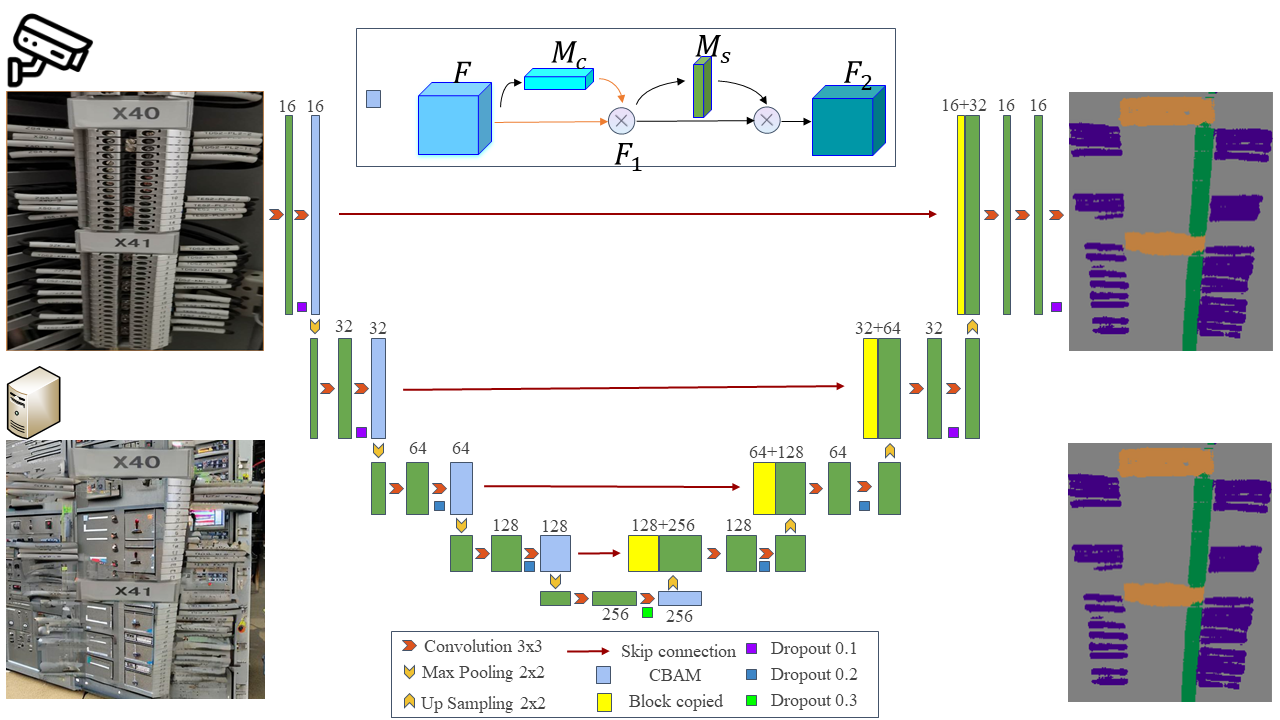 F M_c M_s F_2
F_1
16 16
16+32 16 16
X40
X41
32 32
32+64 32
64 64
64+128 64
X40
X41
128 128
128+256 128
256 256
Convolution 3x3
Skip connection
Dropout 0.1
Max Pooling 2x2
CBAM
Dropout 0.2
Up Sampling 2x2
Block copied
Dropout 0.3